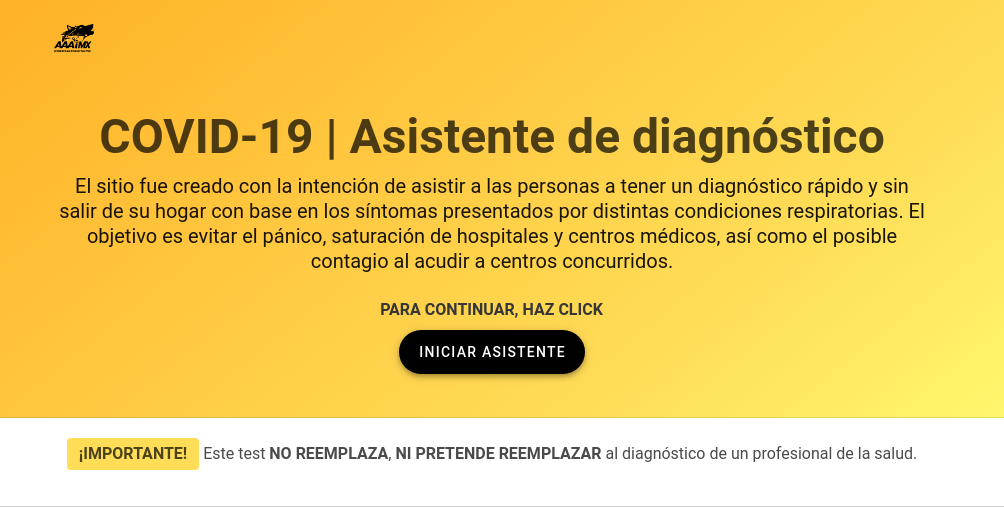 AAAIMX
COVID-19 | Asistente de diagnóstico
El sitio fue creado con la intención de asistir a las personas a tener un diagnóstico rápido y sin
salir de su hogar con base en los síntomas presentados por distintas condiciones respiratorias. El
objetivo es evitar el pánico, saturación de hospitales y centros médicos, así como el posible
contagio al acudir a centros concurridos.
PARA CONTINUAR, HAZ CLICK
INICIAR ASISTENTE
¡IMPORTANTE! Este test NO REEMPLAZA, NI PRETENDE REEMPLAZAR al diagnóstico de un profesional de la salud.